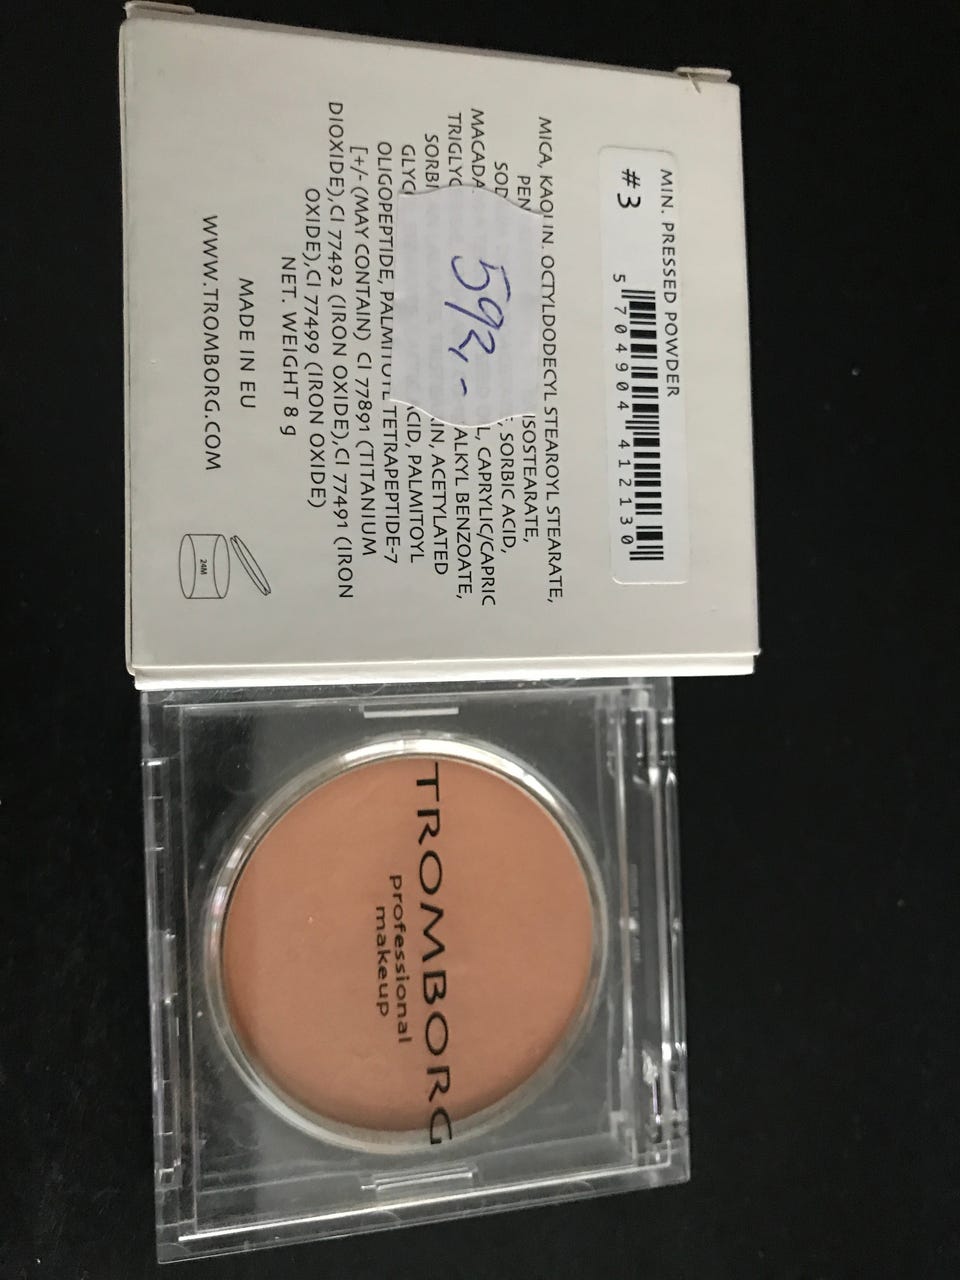 MIN. PRESSED POWDER
#3
5 704904 412130
MICA, KAOLIN. OCTYLDODECYL STEAROYL STEARATE,
ISOSTEARATE,
SORBIC ACID,
CAPRYLIC/CAPRIC
ALKYL BENZOATE,
ACETYLATED
PALMITOYL
OLIGOPEPTIDE, PALMITOYL TETRAPEPTIDE-7
[+/- (MAY CONTAIN) CI 77891 (TITANIUM
DIOXIDE),CI 77492 (IRON OXIDE),CI 77491 (IRON
OXIDE),CI 77499 (IRON OXIDE)
NET. WEIGHT 8 g
MADE IN EU
WWW.TROMBORG.COM
592,-
24M
TROMBORG
professional
makeup